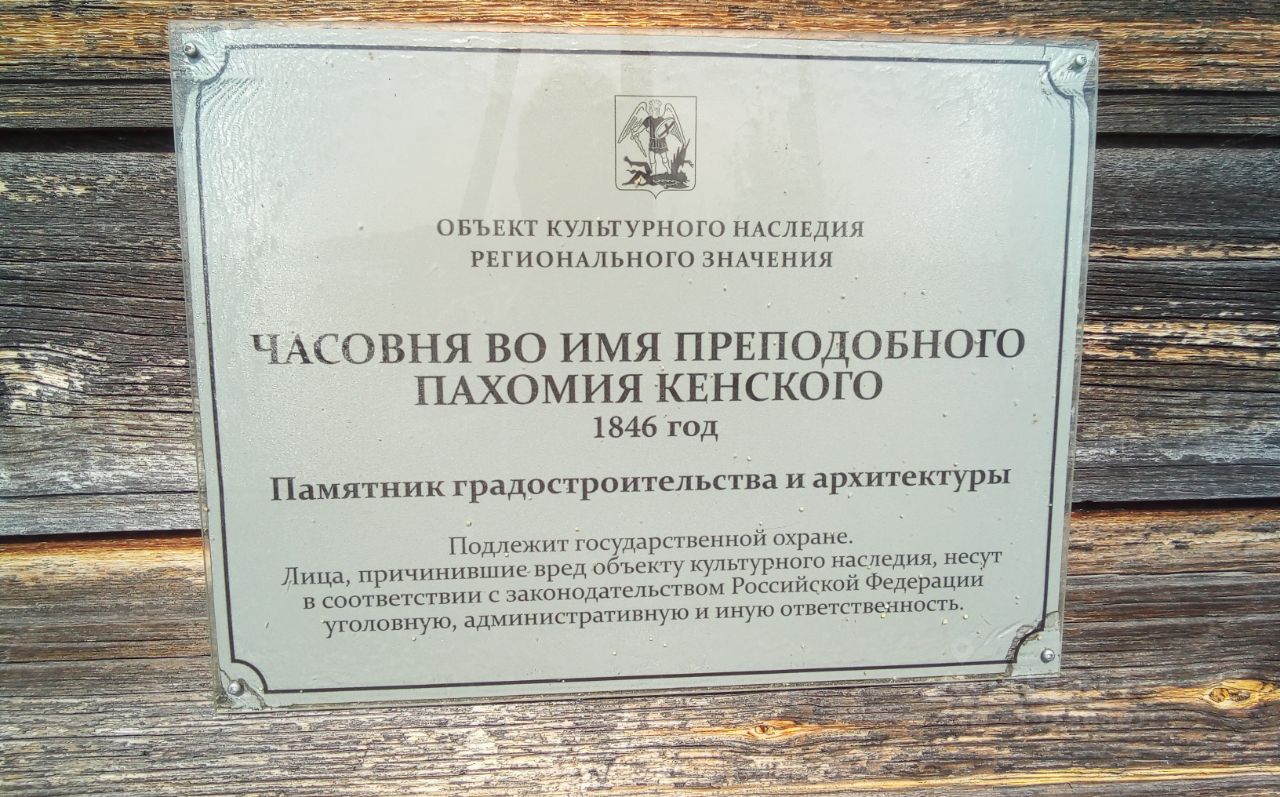 ОБЪЕКТ КУЛЬТУРНОГО НАСЛЕДИЯ
РЕГИОНАЛЬНОГО ЗНАЧЕНИЯ
ЧАСОВНЯ ВО ИМЯ ПРЕПОДОБНОГО
ПАХОМИЯ КЕНСКОГО
1846 год
Памятник градостроительства и архитектуры
Подлежит государственной охране.
Лица, причинившие вред объекту культурного наследия, несут
в соответствии с законодательством Российской Федерации
уголовную, административную и иную ответственность.